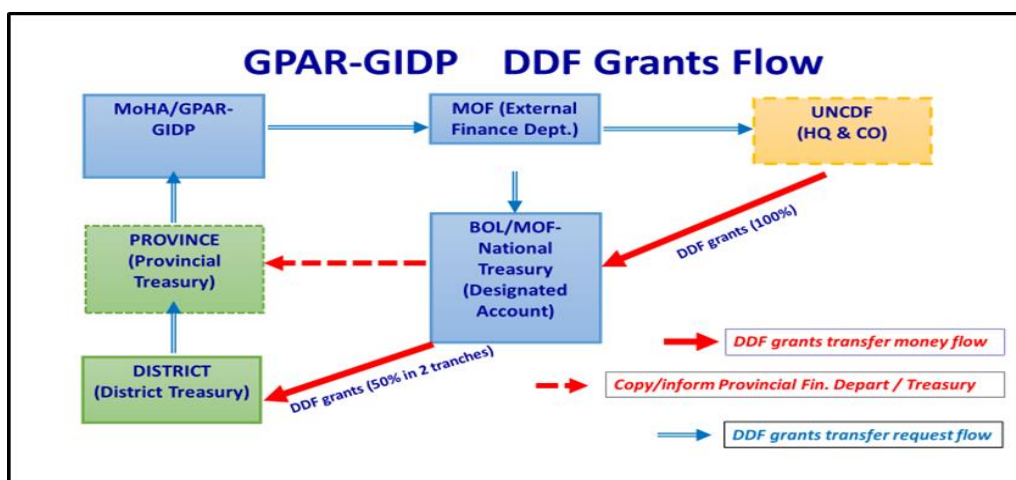 GPAR-GIDP DDF Grants Flow
MoHA/GPAR-
GIDP
MOF (External
Finance Dept.)
UNCDF
(HQ & CO)
DDF grants (100%)
PROVINCE
(Provincial
Treasury)
BOL/MOF-
National
Treasury
(Designated
Account)
DISTRICT
(District Treasury)
DDF grants (50% in 2 tranches)
DDF grants transfer money flow
Copy/inform Provincial Fin. Depart / Treasury
DDF grants transfer request flow